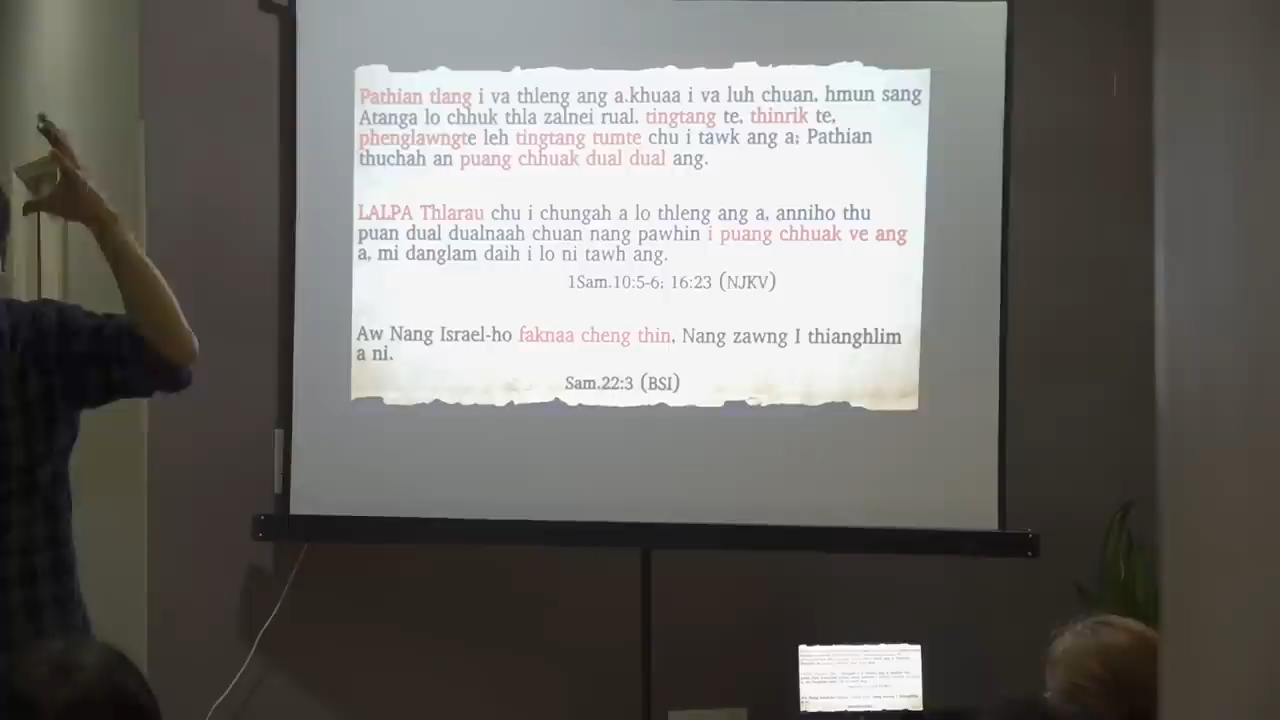 Pathian tlang i va thleng ang a.khuaa i va luh chuan, hmun sang
Atanga lo chhuk thla zalnei rual, tingtang te, thinrik te,
phenglawngte leh tingtang tumte chu i tawk ang a; Pathian
thuchah an puang chhuak dual dual ang.
LALPA Thlarau chu i chungah a lo thleng ang a, anniho thu
puan dual dualnaah chuan nang pawhin i puang chhuak ve ang
a, mi danglam daih i lo ni tawh ang.
1Sam.10:5-6; 16:23 (NJKV)
Aw Nang Israel-ho faknaa cheng thin, Nang zawng I thianghlim
a ni.
Sam.22:3 (BSI)